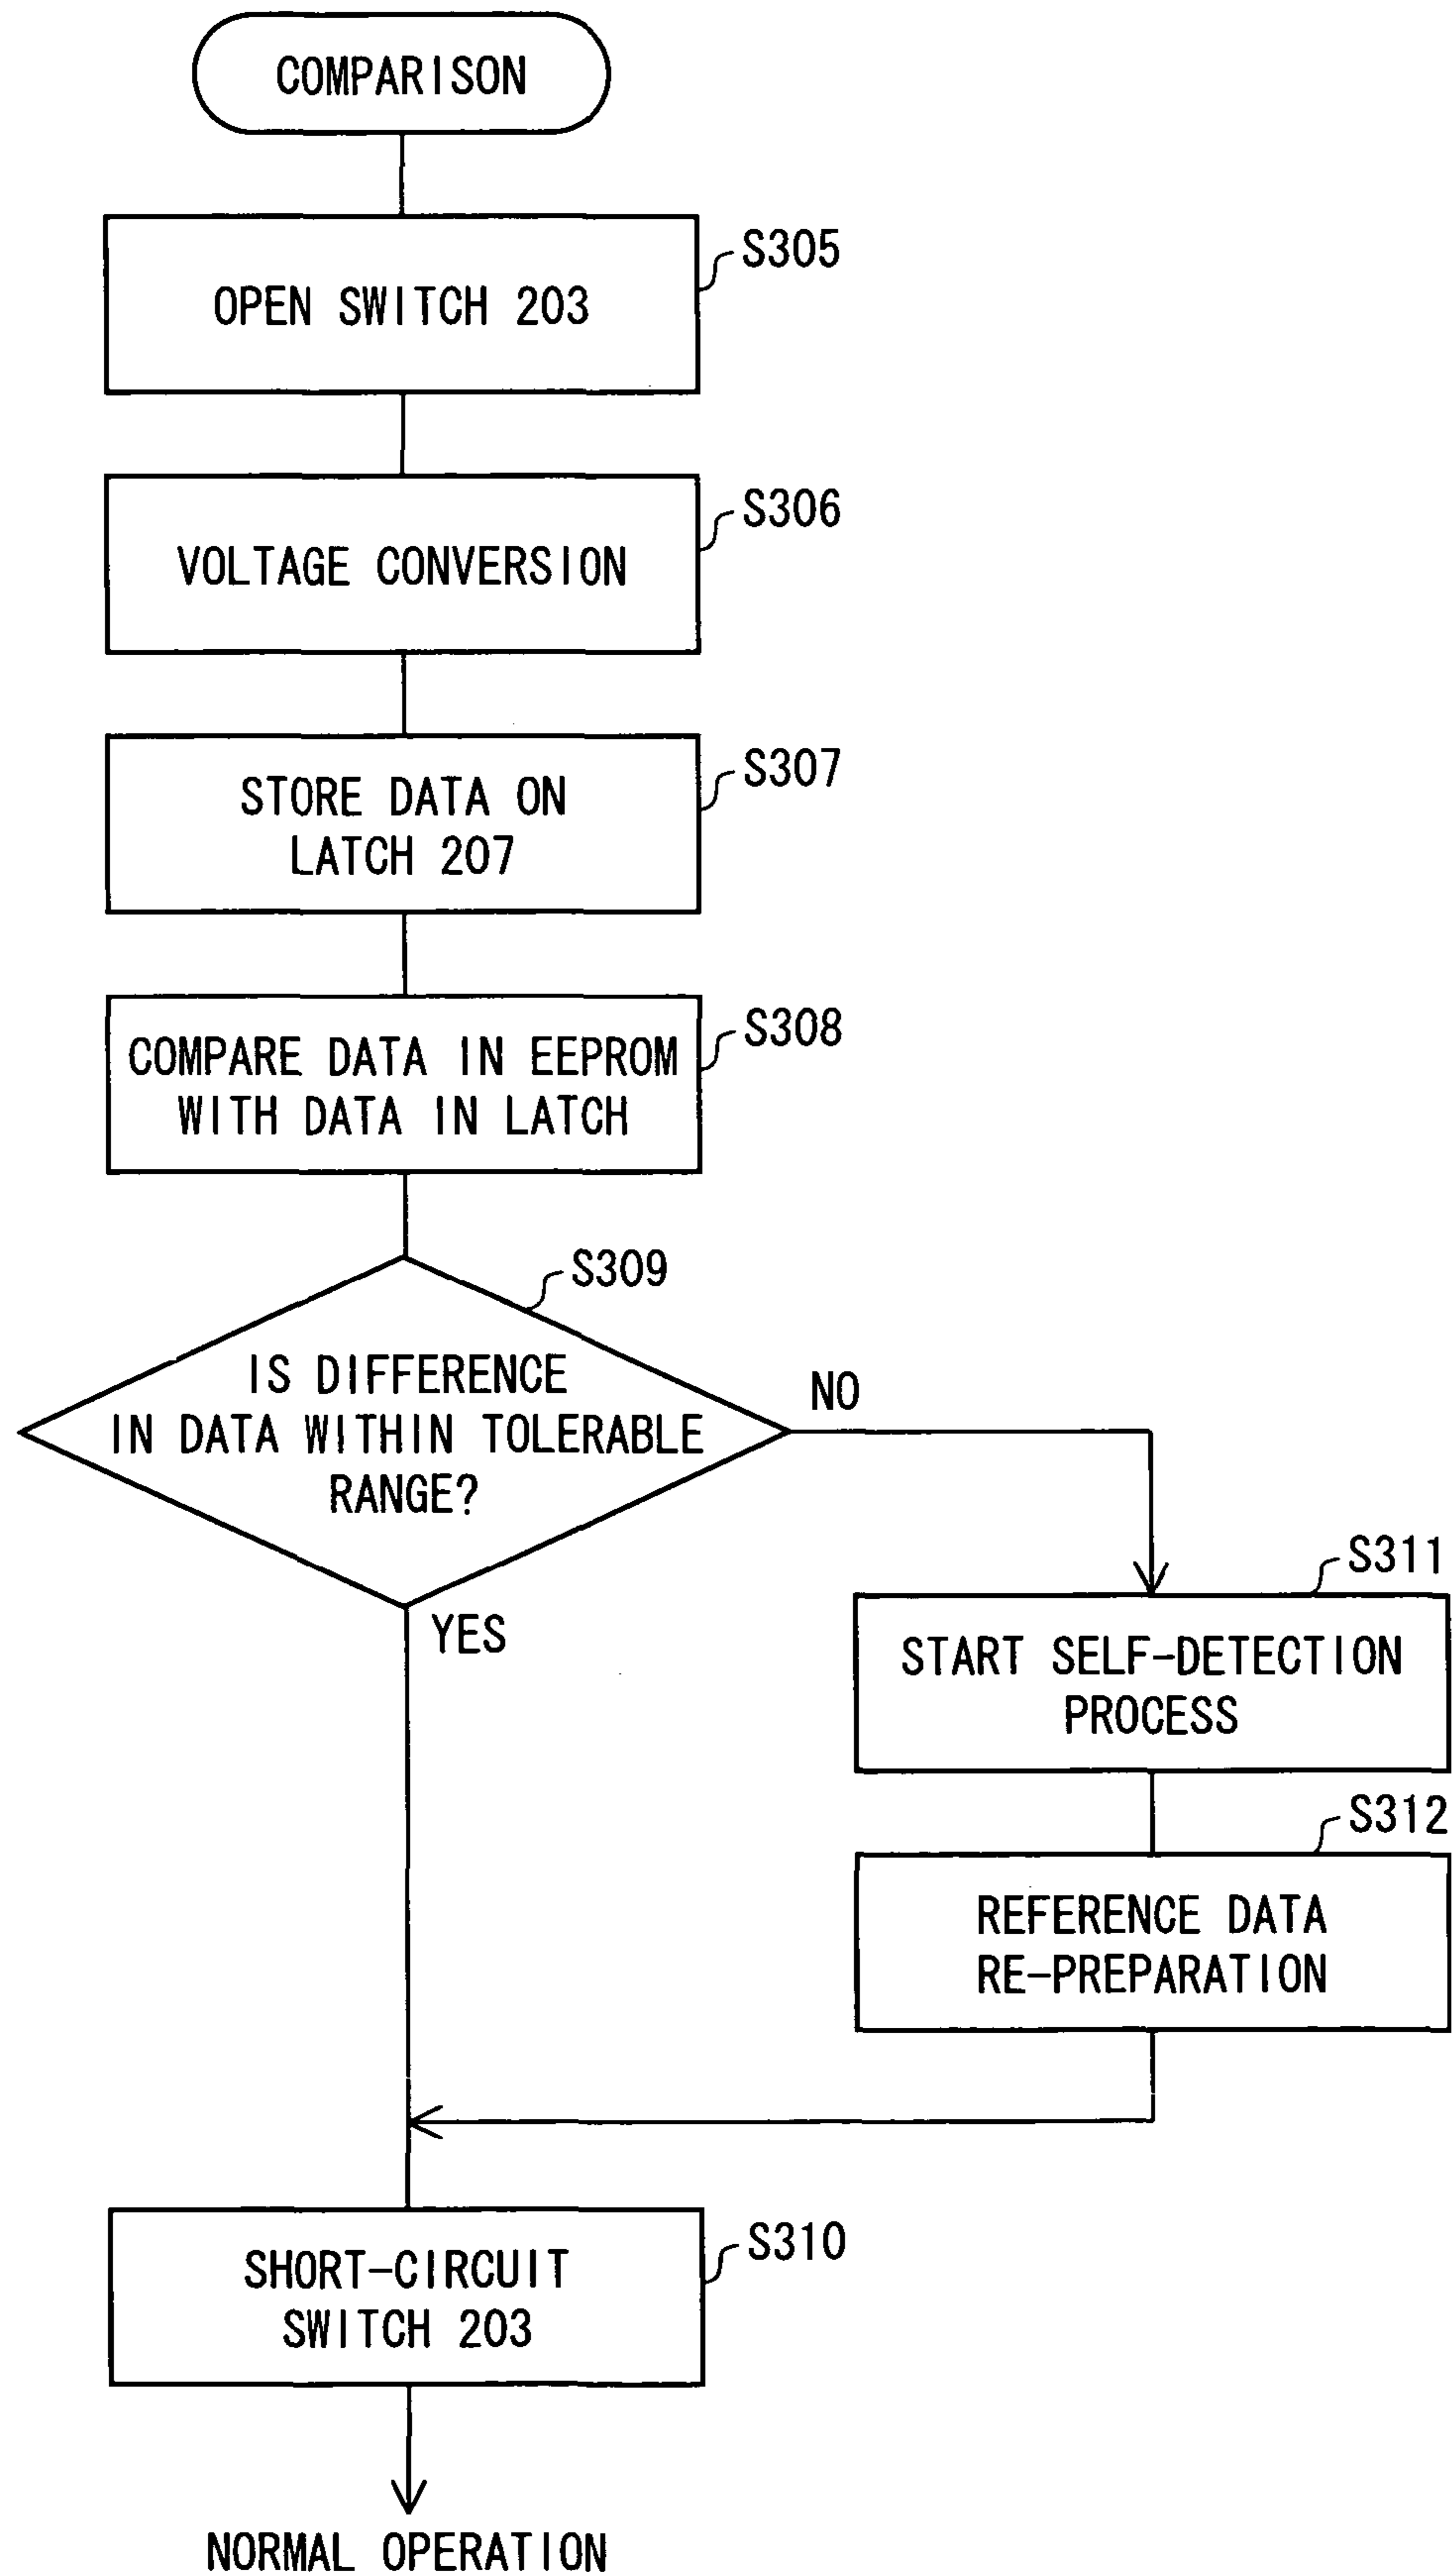 COMPARISON
S305
OPEN SWITCH 203
S306
VOLTAGE CONVERSION
S307
STORE DATA ON
LATCH 207
S308
COMPARE DATA IN EEPROM
WITH DATA IN LATCH
S309
IS DIFFERENCE
IN DATA WITHIN TOLERABLE
RANGE?
NO
YES
S311
START SELF-DETECTION
PROCESS
S312
REFERENCE DATA
RE-PREPARATION
S310
SHORT-CIRCUIT
SWITCH 203
NORMAL OPERATION